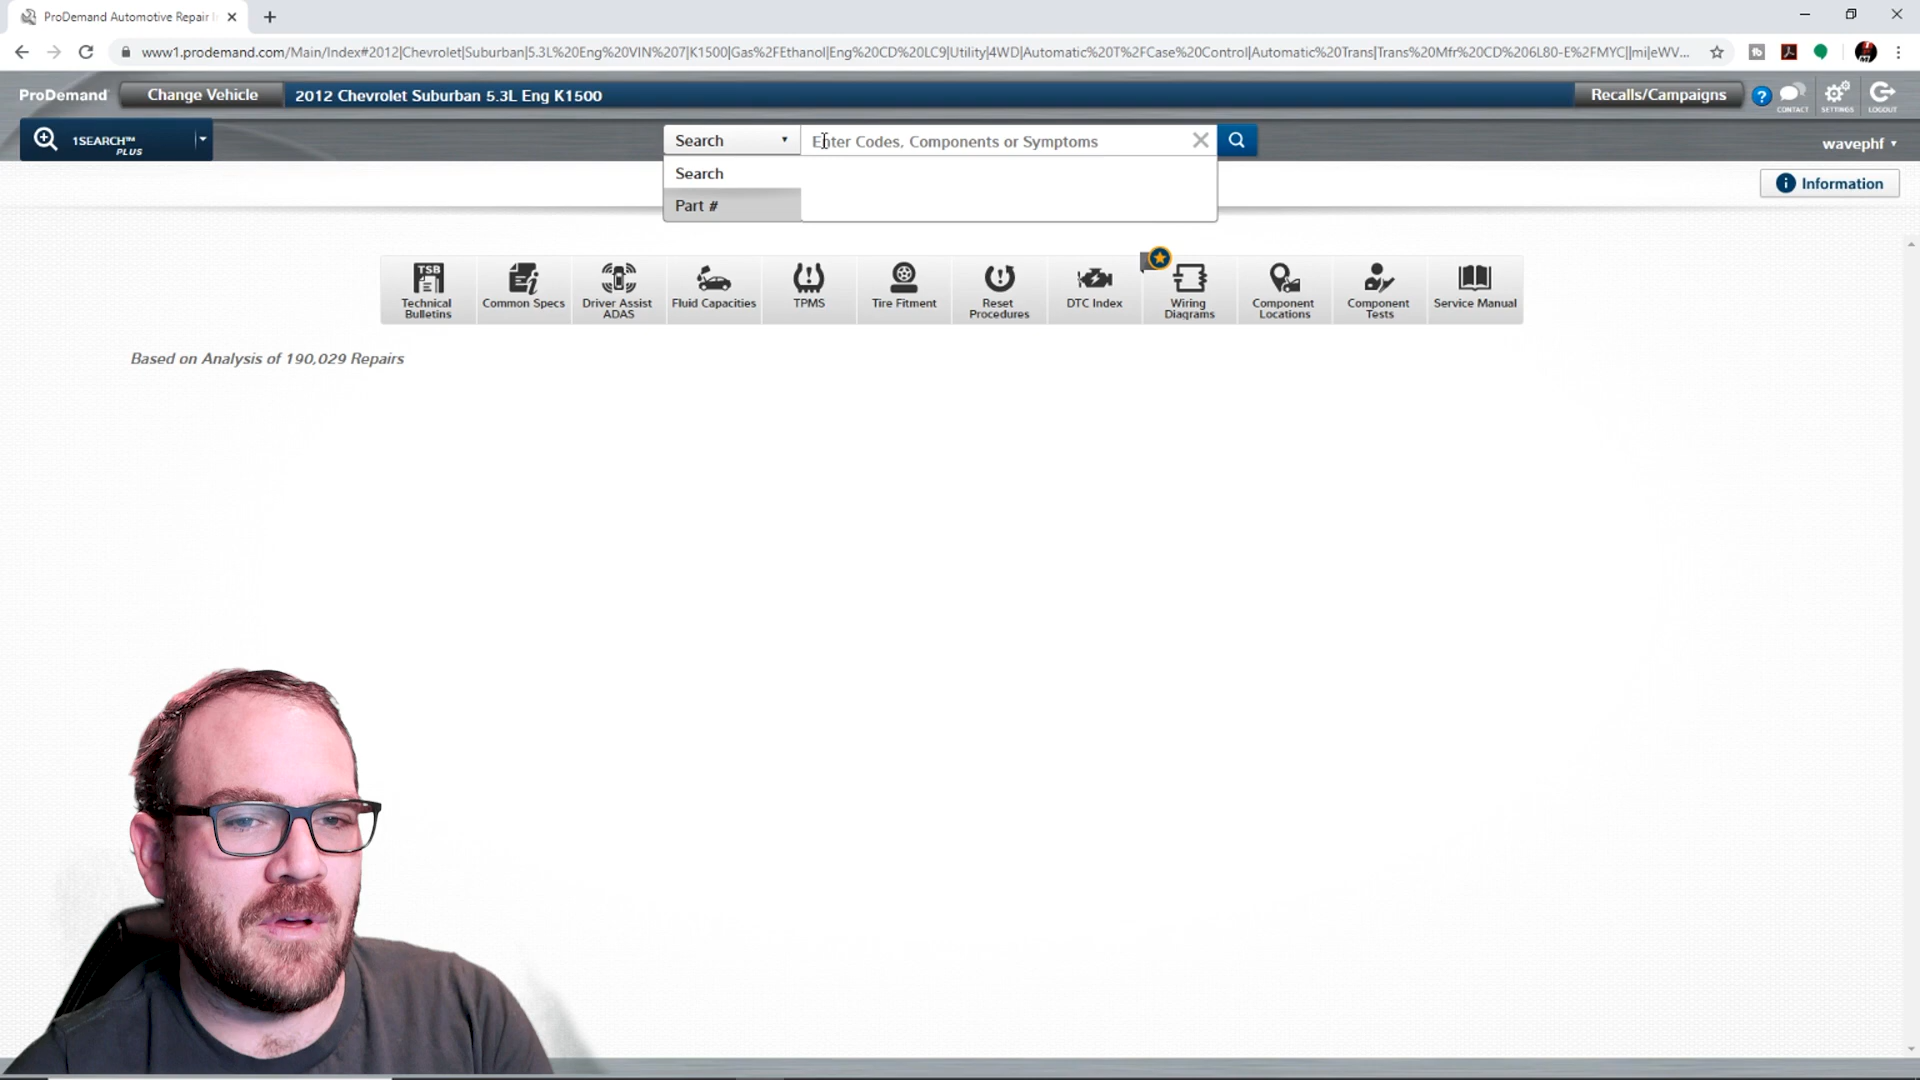 ProDemand Automotive Repair I
www1.prodemand.com/Main/Index#2012|Chevrolet|Suburban|5.3L%20Eng%20VIN%207|K1500|Gas%2FEthanol|Eng%20CD%20LC9|Utility|4WD|Automatic%20T%2FCase%20Control|Automatic%20Trans|Trans%20Mfr%20CD%206L80-E%2FMYC||mi|eWV...
ProDemand
Change Vehicle
2012 Chevrolet Suburban 5.3L Eng K1500
Recalls/Campaigns
?
CONTACT
SETTINGS
LOGOUT
1SEARCH™
PLUS
Search
Enter Codes, Components or Symptoms
wavephf
Search
Part #
Information
TSB
Technical
Bulletins
Common Specs
Driver Assist
ADAS
Fluid Capacities
TPMS
Tire Fitment
Reset
Procedures
DTC Index
Wiring
Diagrams
Component
Locations
Component
Tests
Service Manual
Based on Analysis of 190,029 Repairs